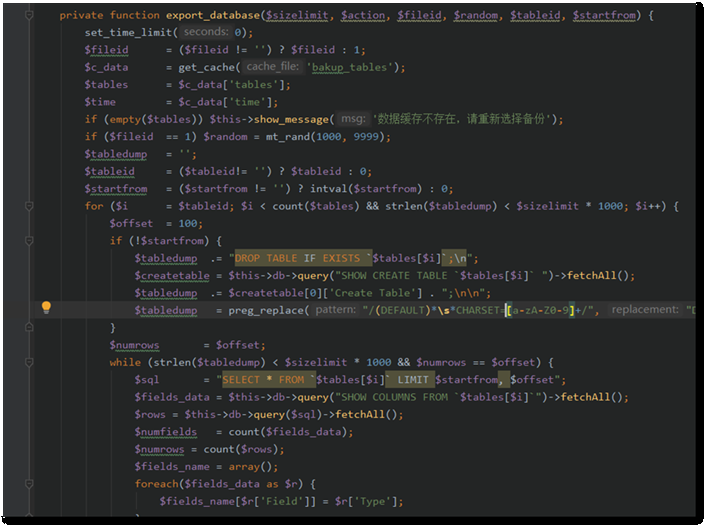 private function export_database($sizelimit, $action, $fileid, $random, $tableid, $startfrom) {
set_time_limit( seconds: 0);
$fileid = ($fileid != '') ? $fileid : 1;
$c_data = get_cache( cache_file: 'bakup_tables');
$tables = $c_data['tables'];
$time = $c_data['time'];
if (empty($tables)) $this->show_message( msg: '数据缓存不存在，请重新选择备份');
if ($fileid == 1) $random = mt_rand(1000, 9999);
$tabledump = '';
$tableid = ($tableid!= '') ? $tableid : 0;
$startfrom = ($startfrom != '') ? intval($startfrom) : 0;
for ($i = $tableid; $i < count($tables) && strlen($tabledump) < $sizelimit * 1000; $i++) {
$offset = 100;
if (!$startfrom) {
$tabledump .= "DROP TABLE IF EXISTS `$tables[$i]`;\n";
$createtable = $this->db->query("SHOW CREATE TABLE `$tables[$i]` ")->fetchAll();
$tabledump .= $createtable[0]['Create Table'] . ";\n\n";
$tabledump = preg_replace( pattern: "/(DEFAULT)*\s*CHARSET=[a-zA-Z0-9]+/", replacement: "D
}
$numrows = $offset;
while (strlen($tabledump) < $sizelimit * 1000 && $numrows == $offset) {
$sql = "SELECT * FROM `$tables[$i]` LIMIT $startfrom, $offset";
$fields_data = $this->db->query("SHOW COLUMNS FROM `$tables[$i]`")->fetchAll();
$rows = $this->db->query($sql)->fetchAll();
$numfields = count($fields_data);
$numrows = count($rows);
$fields_name = array();
foreach($fields_data as $r) {
$fields_name[$r['Field']] = $r['Type'];